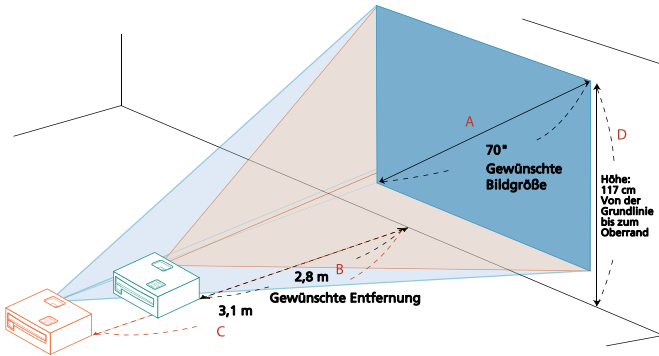 A
D
70"
Gewünschte
Bildgröße
Höhe:
117 cm
Von der
Grundlinie
bis zum
Oberrand
2,8 m
B
Gewünschte Entfernung
3,1 m
C